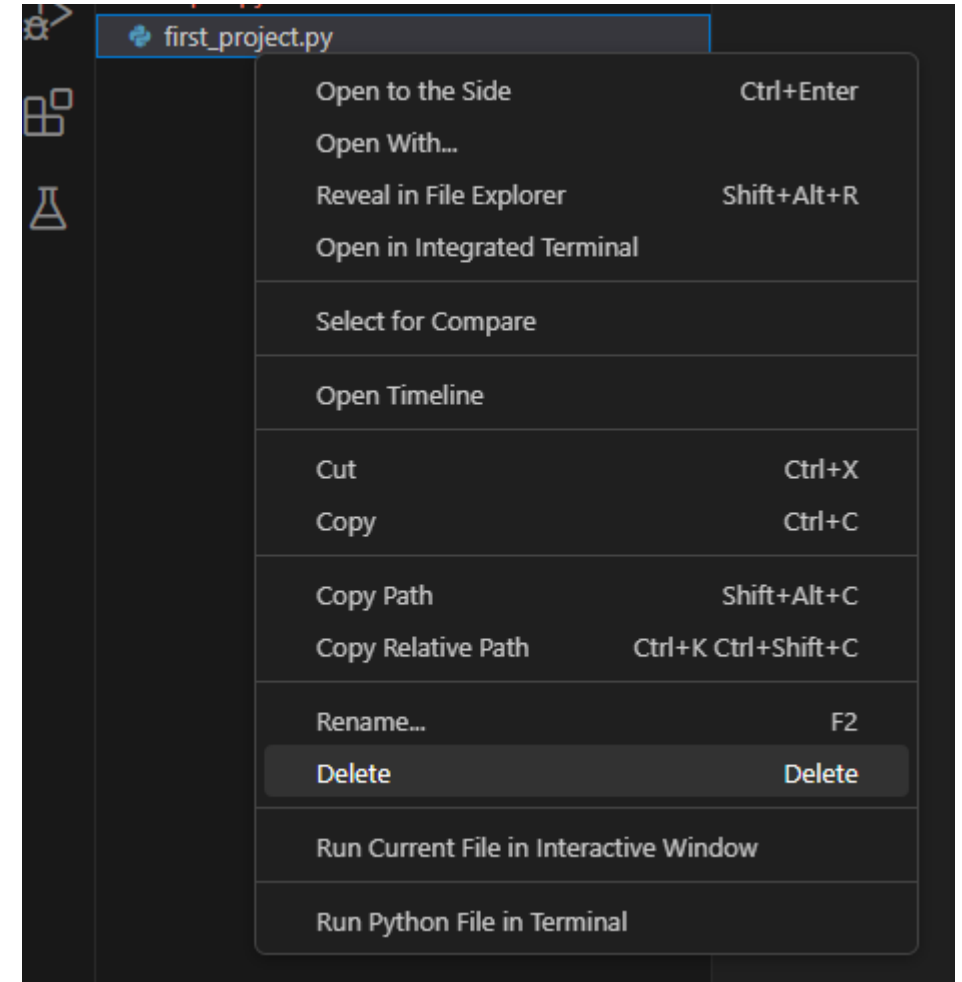 first_project.py
Open to the Side Ctrl+Enter
Open With...
Reveal in File Explorer Shift+Alt+R
Open in Integrated Terminal
Select for Compare
Open Timeline
Cut Ctrl+X
Copy Ctrl+C
Copy Path Shift+Alt+C
Copy Relative Path Ctrl+K Ctrl+Shift+C
Rename... F2
Delete Delete
Run Current File in Interactive Window
Run Python File in Terminal